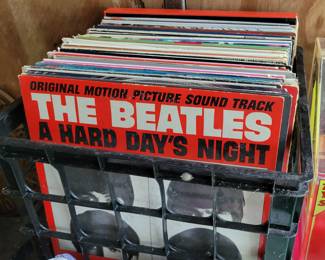 ORIGINAL MOTION PICTURE SOUND TRACK
THE BEATLES
A HARD DAY'S NIGHT